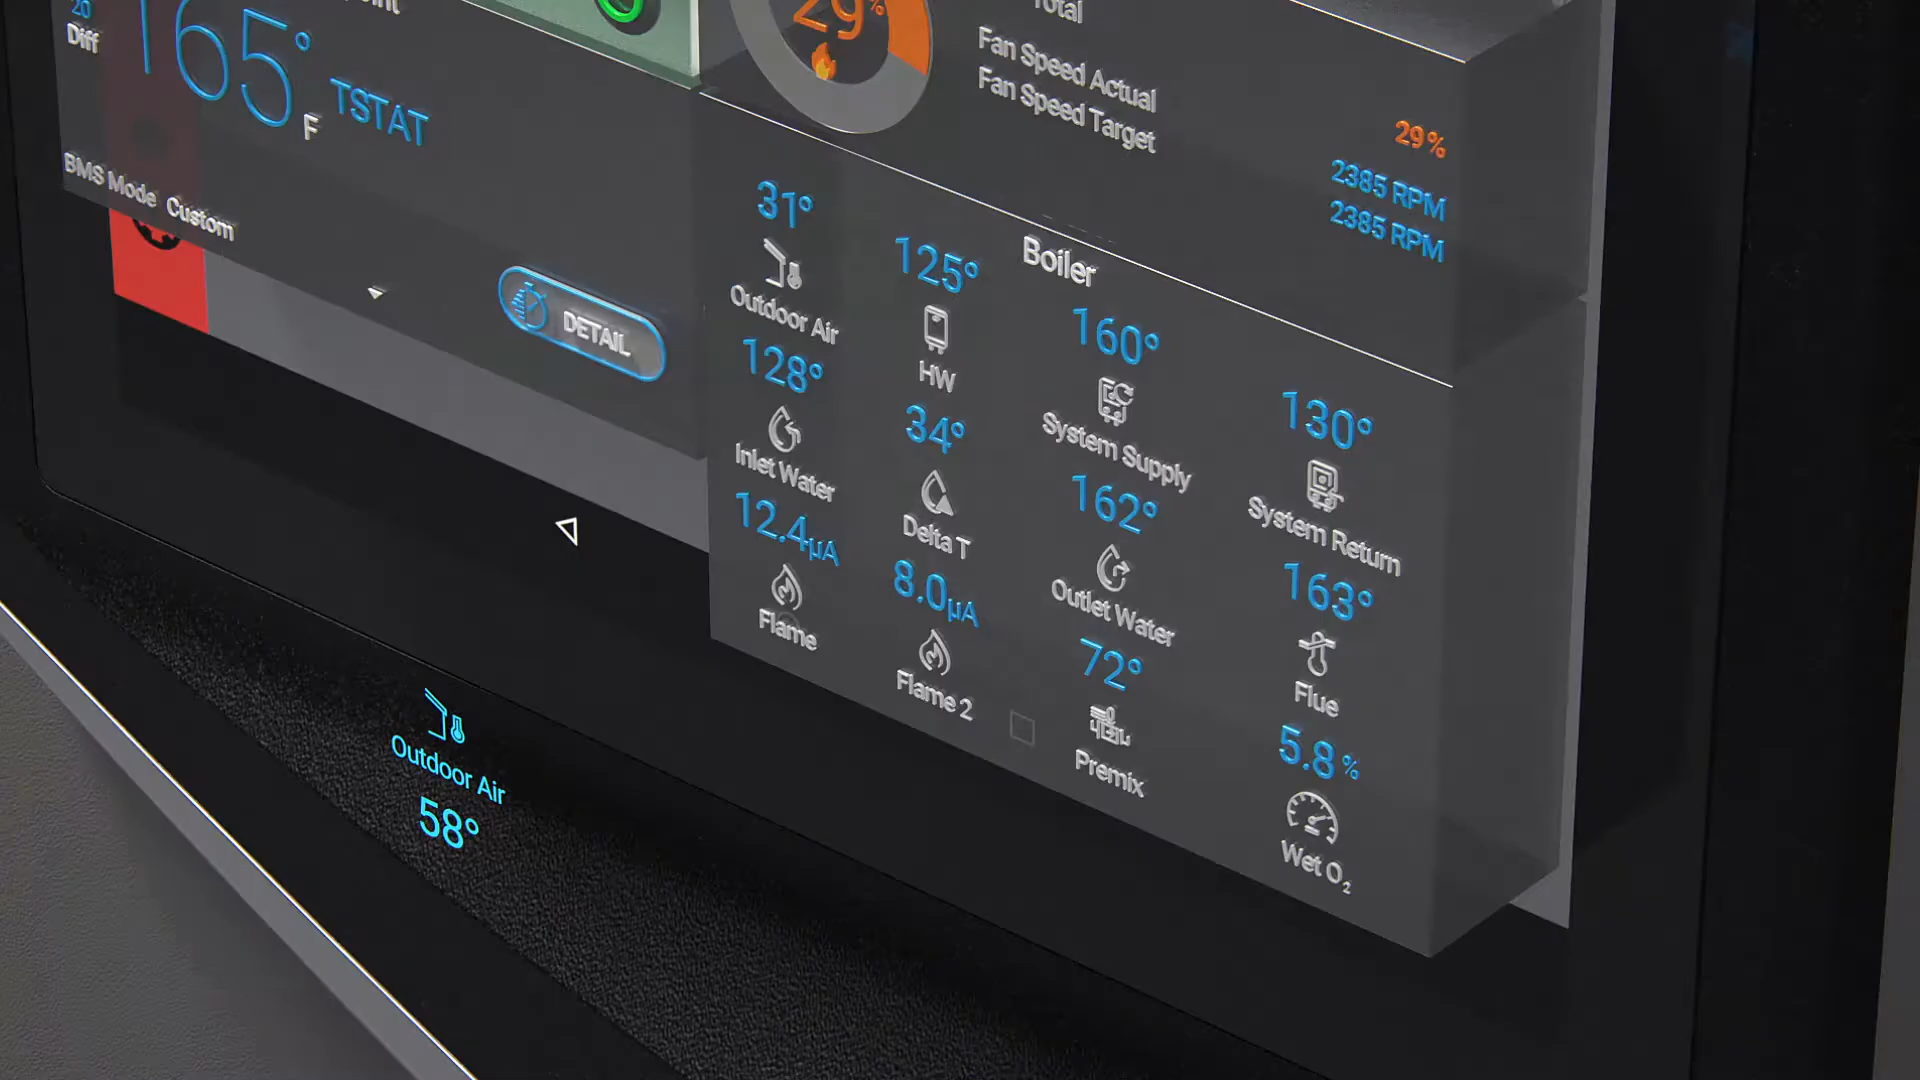 20
Diff
165°
F
TSTAT
BMS Mode Custom
DETAIL
29%
Total
Fan Speed Actual
Fan Speed Target
29%
2385 RPM
2385 RPM
Boiler
31°
Outdoor Air
125°
HW
160°
System Supply
130°
System Return
128°
Inlet Water
34°
Delta T
162°
Outlet Water
163°
Flue
12.4µA
Flame
8.0µA
Flame 2
72°
Premix
5.8%
Wet O₂
Outdoor Air
58°